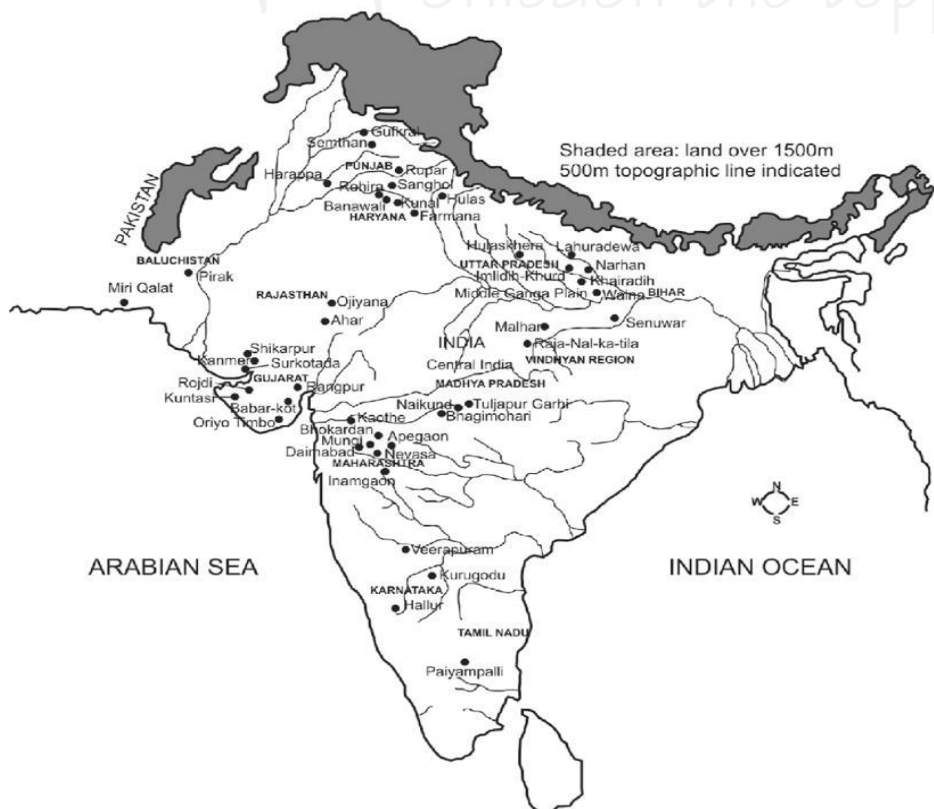 Gufkral
Semthan
Shaded area: land over 1500m
500m topographic line indicated
PUNJAB
Rupar
Harappa
Rohira
Sanghol
Banawali
Kunal
Hulas
HARYANA
Farmana
PAKISTAN
BALUCHISTAN
Pirak
Miri Qalat
Hulaskhera
Lahuradewa
UTTAR PRADESH
Narhan
Imlidih-Khurd
Khairadih
Middle Ganga Plain
Waina
BIHAR
RAJASTHAN
Ojiyana
Ahar
Malhar
Senuwar
INDIA
Raja-Nal-ka-tila
Shikarpur
Kanmer
Surkotada
Central India
VINDHYAN REGION
Rojdi
GUJARAT
Rangpur
MADHYA PRADESH
Kuntasi
Babar-kot
Oriyo Timbo
Naikund
Tuljapur Garhi
Bhagimohari
Kaothe
Bhokardan
Apegaon
Mungi
Daimabad
Nevasa
MAHARASHTRA
Inamgaon
N
W E
S
ARABIAN SEA
INDIAN OCEAN
Veerapuram
Kurugodu
KARNATAKA
Hallur
TAMIL NADU
Paiyampalli